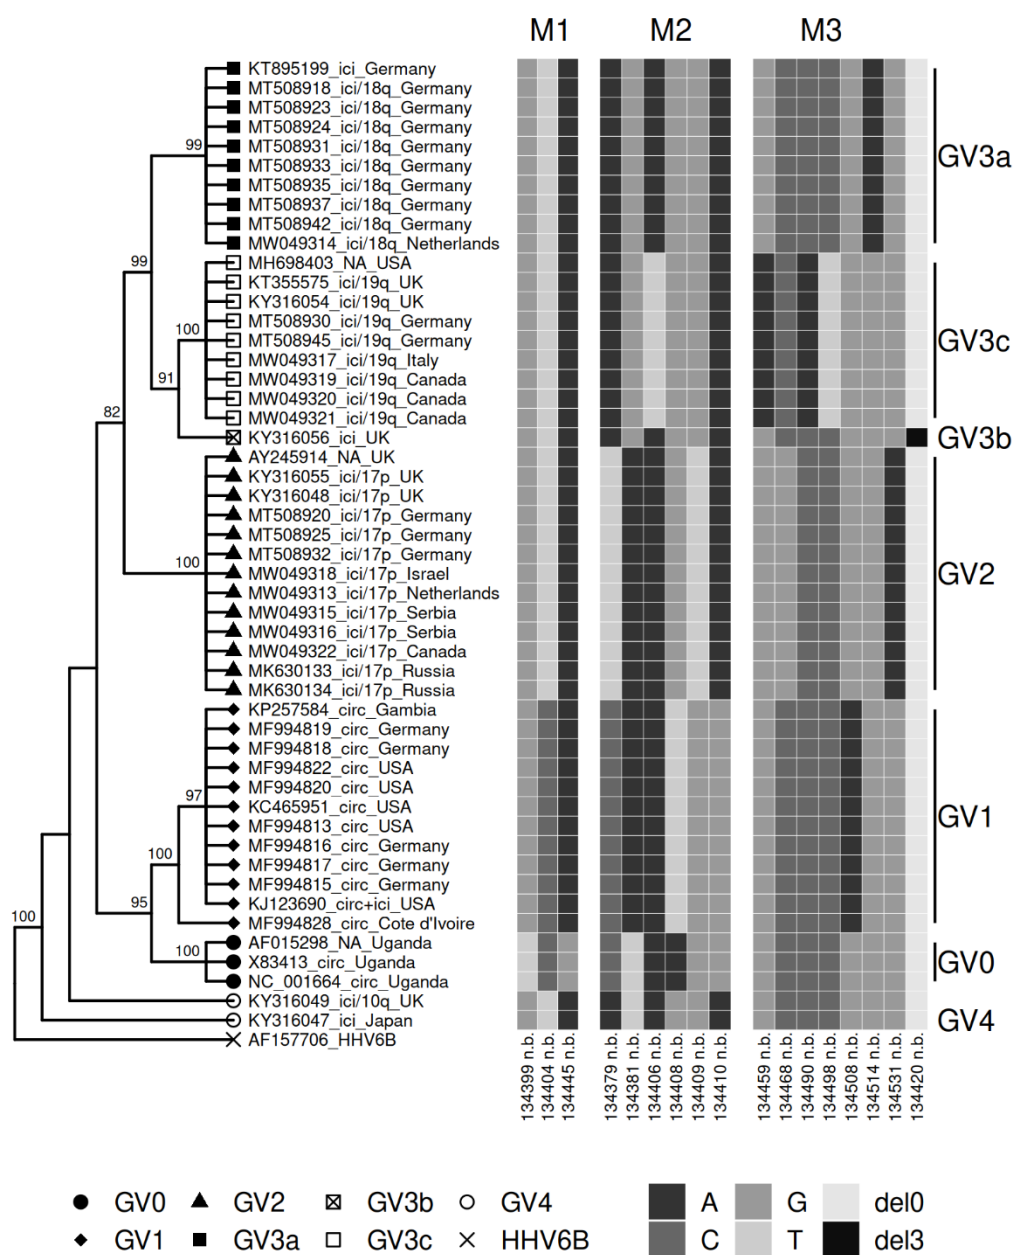 M1 M2 M3
KT895199_ici_Germany
MT508918_ici/18q_Germany
MT508923_ici/18q_Germany
MT508924_ici/18q_Germany
MT508931_ici/18q_Germany
99
MT508933_ici/18q_Germany
GV3a
MT508935_ici/18q_Germany
MT508937_ici/18q_Germany
MT508942_ici/18q_Germany
MW049314_ici/18q_Netherlands
99
MH698403_NA_USA
KT355575_ici/19q_UK
KY316054_ici/19q_UK
MT508930_ici/19q_Germany
100
MT508945_ici/19q_Germany
GV3c
MW049317_ici/19q_Italy
91
MW049319_ici/19q_Canada
MW049320_ici/19q_Canada
82
MW049321_ici/19q_Canada
KY316056_ici_UK
GV3b
AY245914_NA_UK
KY316055_ici/17p_UK
KY316048_ici/17p_UK
MT508920_ici/17p_Germany
MT508925_ici/17p_Germany
MT508932_ici/17p_Germany
100
MW049318_ici/17p_Israel
GV2
MW049313_ici/17p_Netherlands
MW049315_ici/17p_Serbia
MW049316_ici/17p_Serbia
MW049322_ici/17p_Canada
MK630133_ici/17p_Russia
MK630134_ici/17p_Russia
KP257584_circ_Gambia
MF994819_circ_Germany
MF994818_circ_Germany
MF994822_circ_USA
MF994820_circ_USA
97
KC465951_circ_USA
MF994813_circ_USA
GV1
MF994816_circ_Germany
100
MF994817_circ_Germany
MF994815_circ_Germany
95
KJ123690_circ+ici_USA
100
MF994828_circ_Cote d'Ivoire
AF015298_NA_Uganda
100
X83413_circ_Uganda
GV0
NC_001664_circ_Uganda
KY316049_ici/10q_UK
KY316047_ici_Japan
GV4
AF157706_HHV6B
134399 n.b.
134404 n.b.
134445 n.b.
134379 n.b.
134381 n.b.
134406 n.b.
134408 n.b.
134409 n.b.
134410 n.b.
134459 n.b.
134468 n.b.
134490 n.b.
134498 n.b.
134508 n.b.
134514 n.b.
134531 n.b.
134420 n.b.
GV0 GV2 GV3b GV4 A G del0
GV1 GV3a GV3c HHV6B C T del3